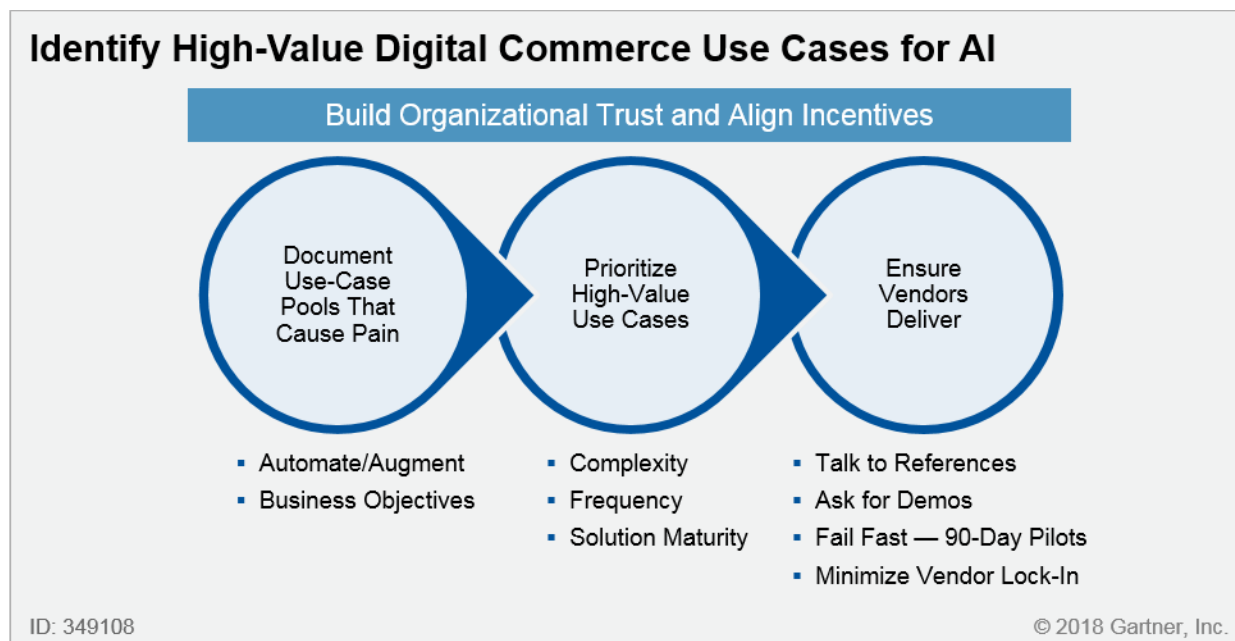 Identify High-Value Digital Commerce Use Cases for AI
Build Organizational Trust and Align Incentives
Document
Use-Case
Pools That
Cause Pain
Prioritize
High-Value
Use Cases
Ensure
Vendors
Deliver
▪ Automate/Augment
▪ Business Objectives
▪ Complexity
▪ Frequency
▪ Solution Maturity
▪ Talk to References
▪ Ask for Demos
▪ Fail Fast — 90-Day Pilots
▪ Minimize Vendor Lock-In
ID: 349108
© 2018 Gartner, Inc.